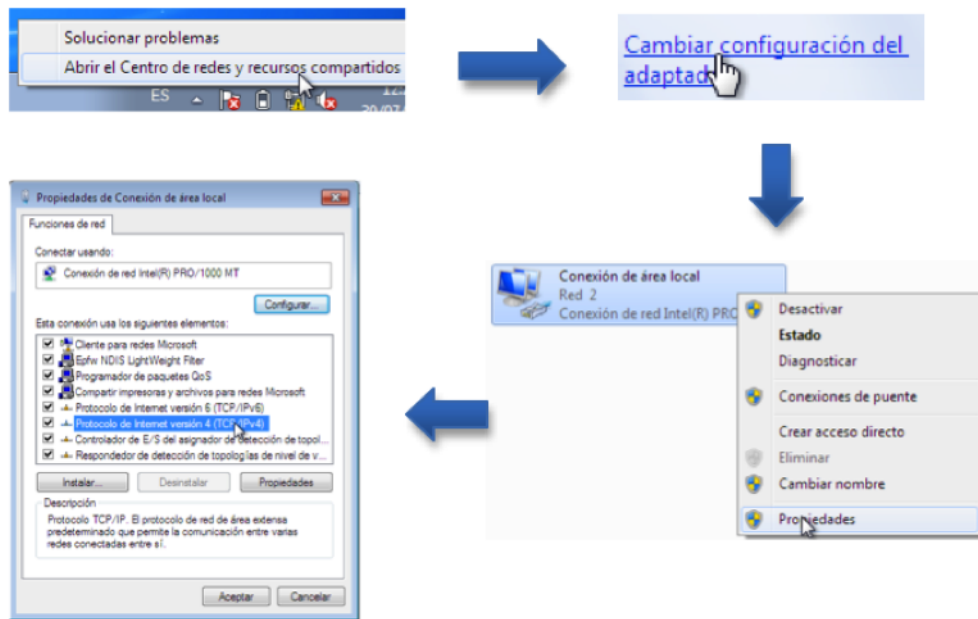 Solucionar problemas
Abrir el Centro de redes y recursos compartidos
ES
Cambiar configuración del
adaptad
Conexión de área local
Red 2
Conexión de red Intel(R) PRO
Desactivar
Estado
Diagnosticar
Conexiones de puente
Crear acceso directo
Eliminar
Cambiar nombre
Propiedades
Propiedades de Conexión de área local
Funciones de red
Conectar usando:
Conexión de red Intel(R) PRO/1000 MT
Configurar...
Esta conexión usa los siguientes elementos:
Cliente para redes Microsoft
Epfw NDIS LightWeight Filter
Programador de paquetes QoS
Compartir impresoras y archivos para redes Microsoft
Protocolo de Internet versión 6 (TCP/IPv6)
Protocolo de Internet versión 4 (TCP/IPv4)
Controlador de E/S del asignador de detección de topol...
Respondedor de detección de topologías de nivel de v...
Instalar...
Desinstalar
Propiedades
Descripción
Protocolo TCP/IP. El protocolo de red de área extensa
predeterminado que permite la comunicación entre varias
redes conectadas entre sí.
Aceptar
Cancelar